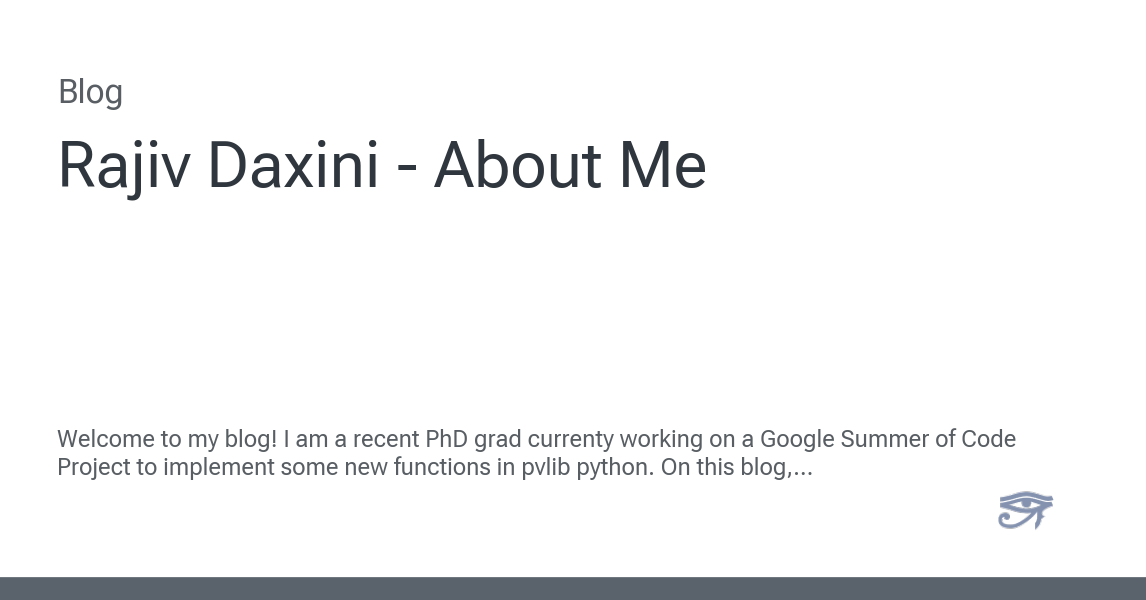 Blog
Rajiv Daxini - About Me
Welcome to my blog! I am a recent PhD grad currenty working on a Google Summer of Code
Project to implement some new functions in pvlib python. On this blog,...